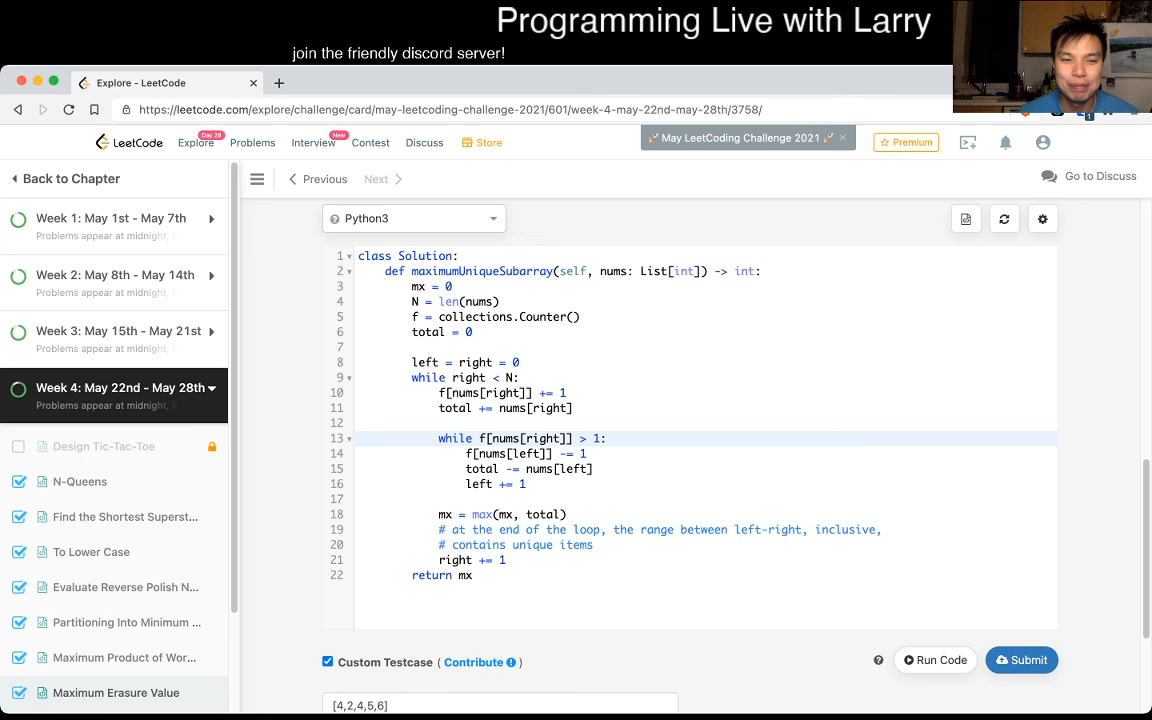 Programming Live with Larry
join the friendly discord server!
Explore - LeetCode
https://leetcode.com/explore/challenge/card/may-leetcoding-challenge-2021/601/week-4-may-22nd-may-28th/3758/
1
LeetCode
Explore
Day 28
Problems
Interview
New
Contest
Discuss
Store
May LeetCoding Challenge 2021
Premium
Back to Chapter
Previous
Next
Go to Discuss
Week 1: May 1st - May 7th
Problems appear at midnight,
Week 2: May 8th - May 14th
Problems appear at midnight,
Week 3: May 15th - May 21st
Problems appear at midnight,
Week 4: May 22nd - May 28th
Problems appear at midnight,
Design Tic-Tac-Toe
N-Queens
Find the Shortest Superst...
To Lower Case
Evaluate Reverse Polish N...
Partitioning Into Minimum ...
Maximum Product of Wor...
Maximum Erasure Value
Python3
1 class Solution:
2 def maximumUniqueSubarray(self, nums: List[int]) -> int:
3 mx = 0
4 N = len(nums)
5 f = collections.Counter()
6 total = 0
7
8 left = right = 0
9 while right < N:
10 f[nums[right]] += 1
11 total += nums[right]
12
13 while f[nums[right]] > 1:
14 f[nums[left]] -= 1
15 total -= nums[left]
16 left += 1
17
18 mx = max(mx, total)
19 # at the end of the loop, the range between left-right, inclusive,
20 # contains unique items
21 right += 1
22 return mx
Custom Testcase ( Contribute )
Run Code
Submit
[4,2,4,5,6]